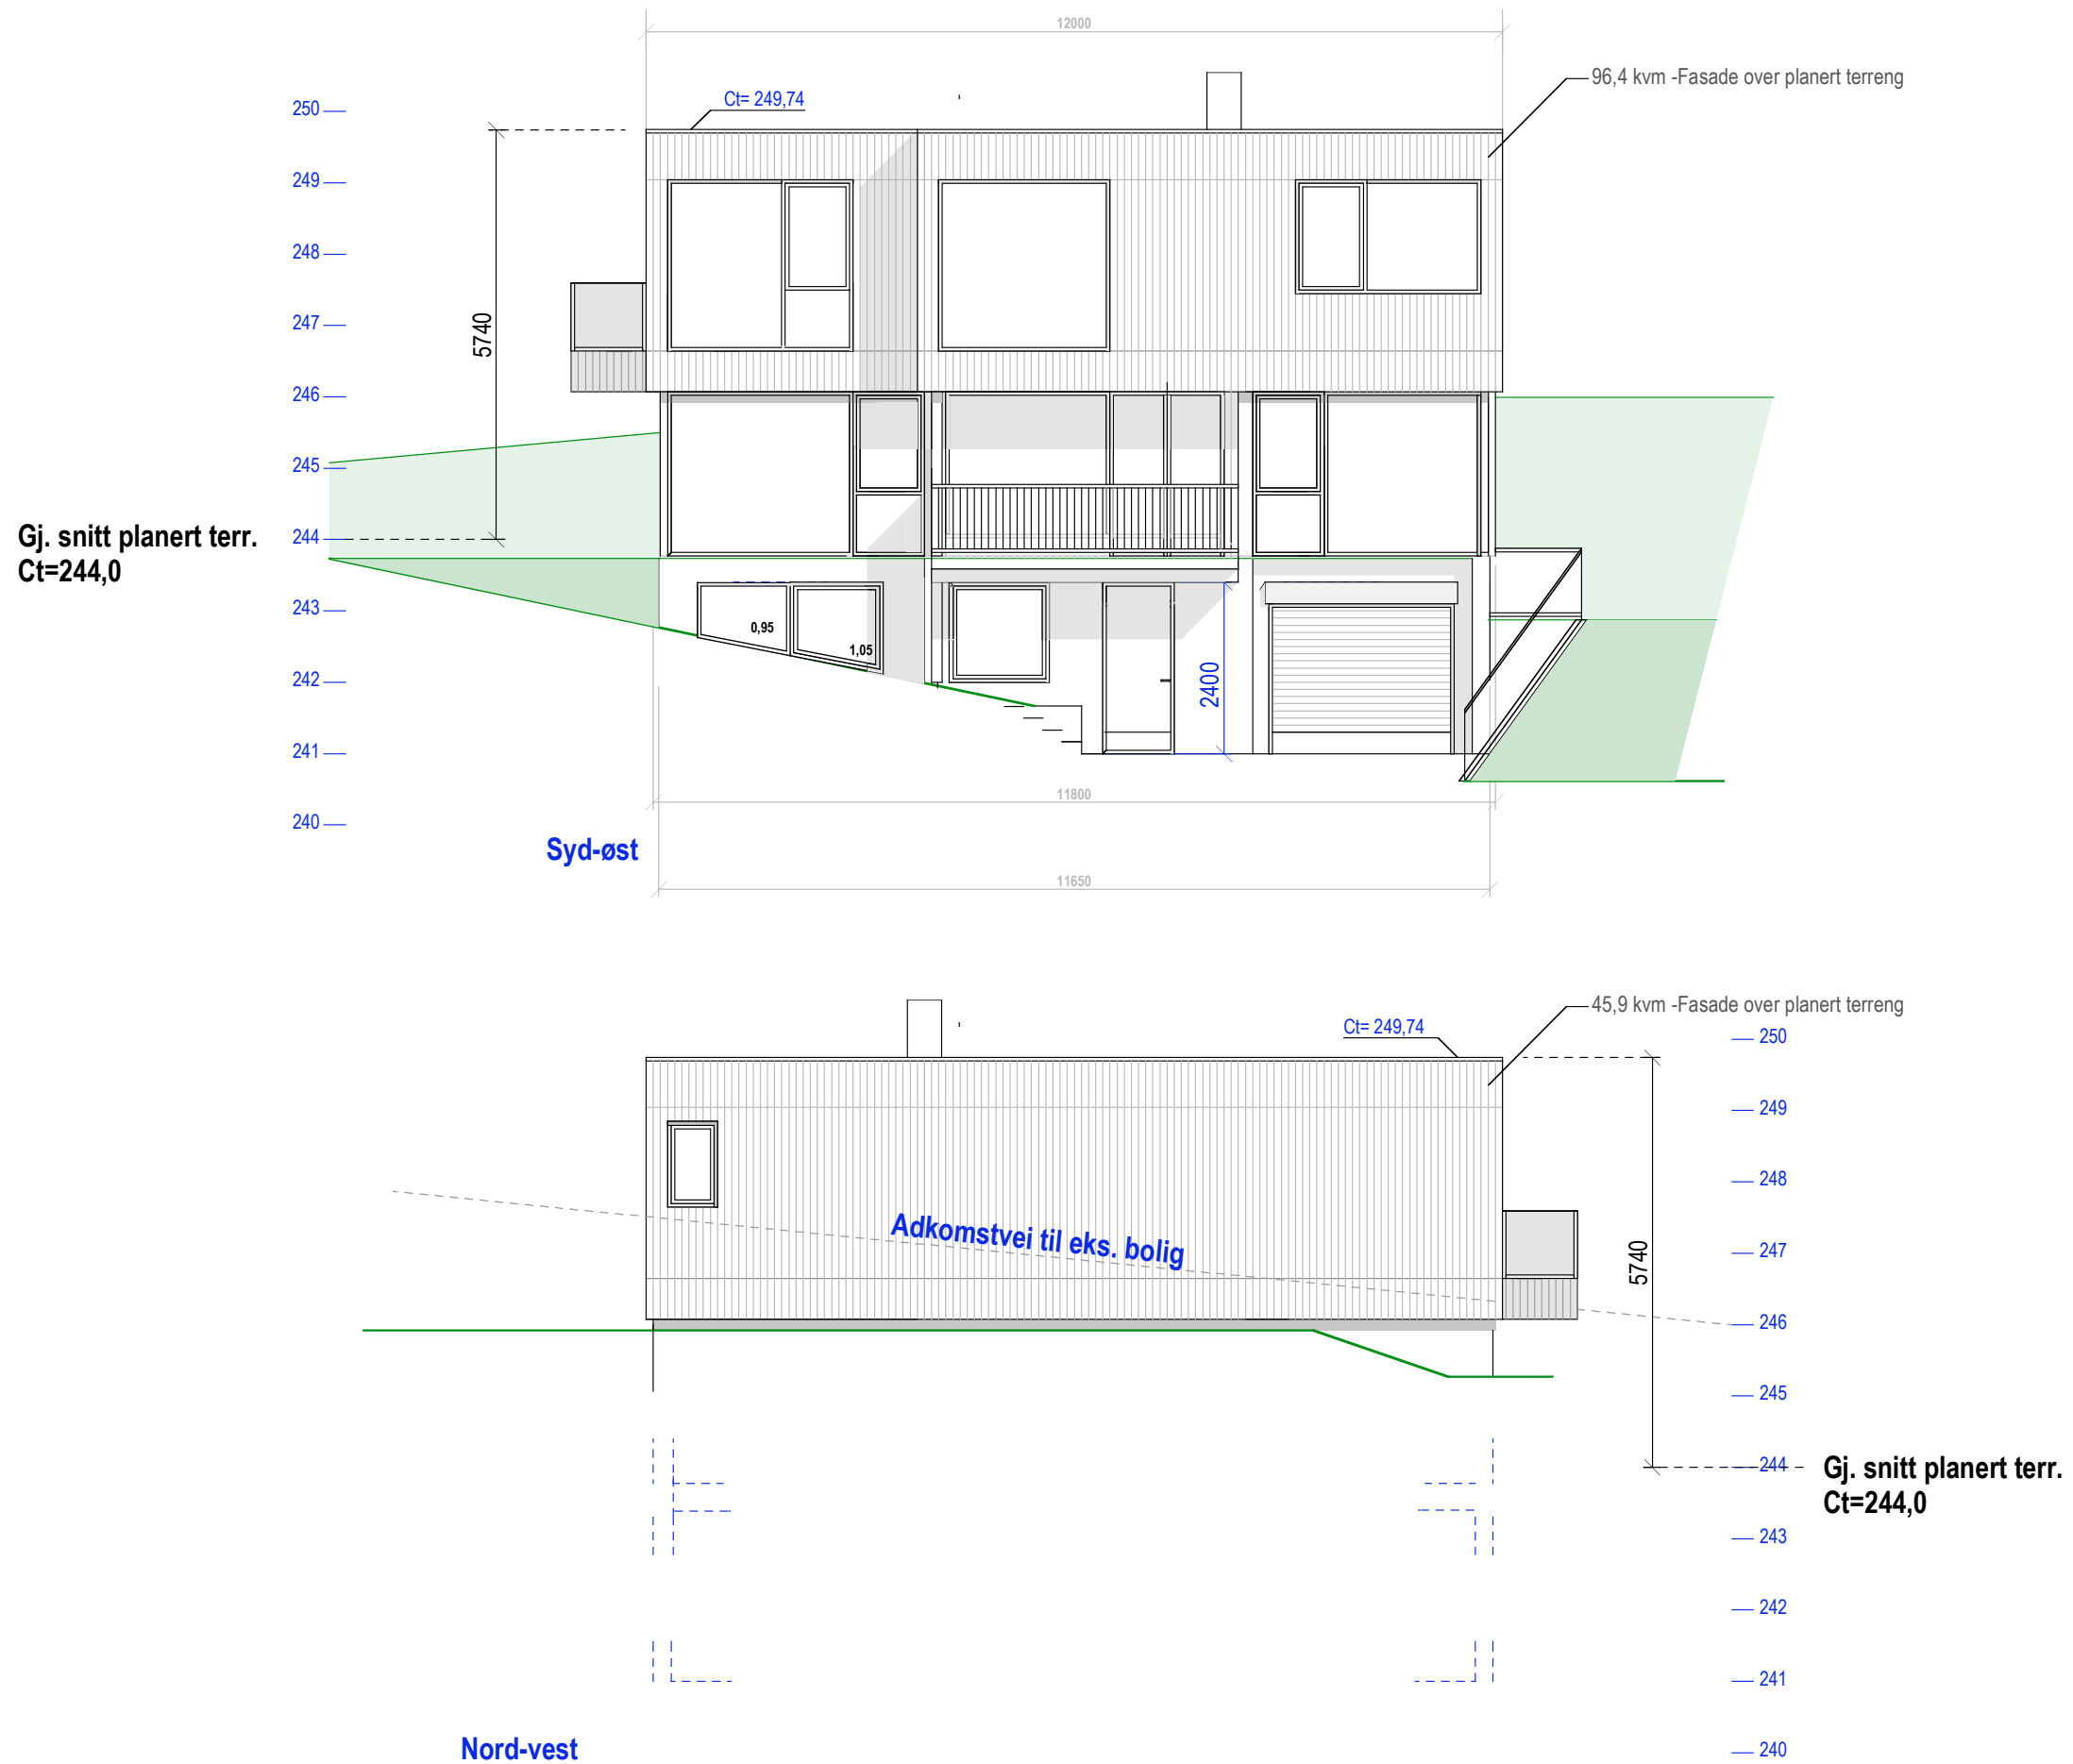 12000
96,4 kvm -Fasade over planert terreng
Ct= 249,74
250
249
248
247
5740
246
245
Gj. snitt planert terr.
244
Ct=244,0
243
0,95
1,05
242
2400
241
11800
240
Syd-øst
11650
45,9 kvm -Fasade over planert terreng
Ct= 249,74
250
249
248
Adkomstvei til eks. bolig
247
5740
246
245
244
Gj. snitt planert terr.
Ct=244,0
243
242
241
Nord-vest
240